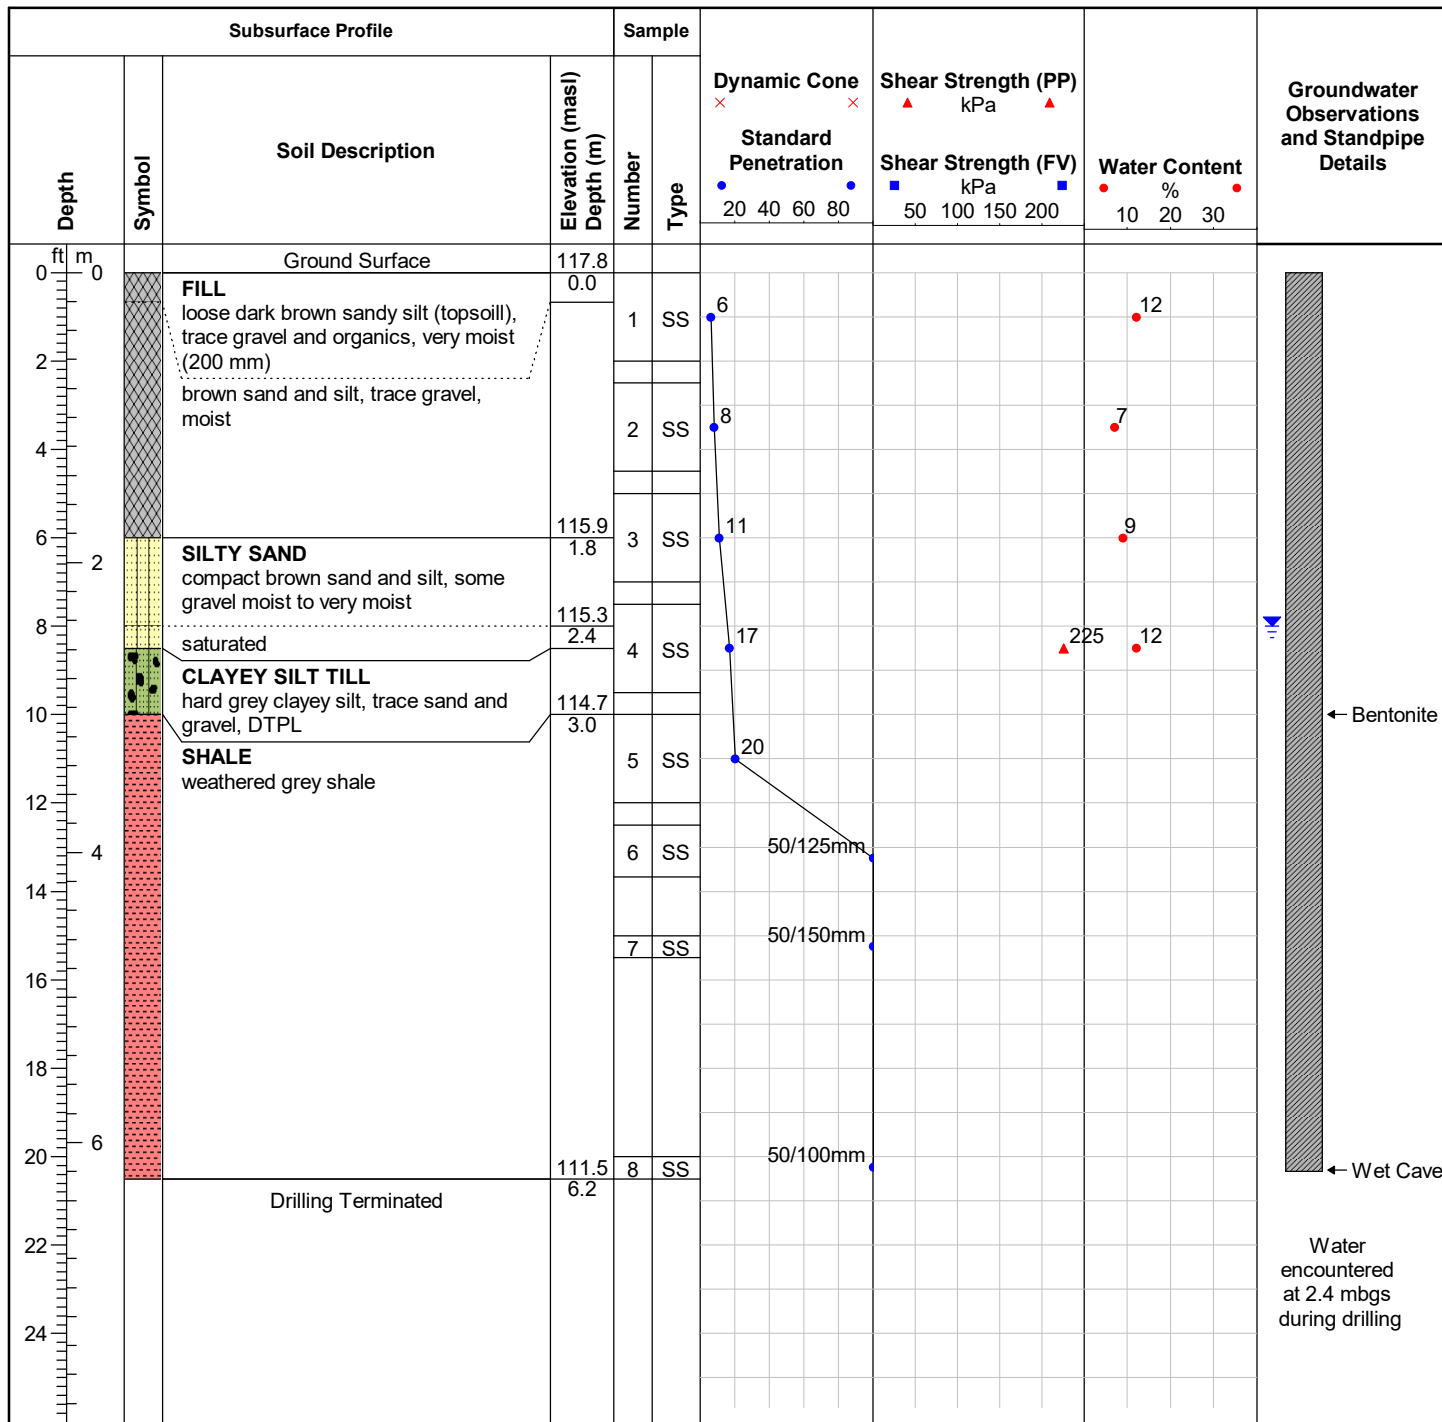 Subsurface Profile
Sample
Depth
Symbol
Soil Description
Elevation (masl)
Depth (m)
Number
Type
Dynamic Cone
Standard
Penetration
20 40 60 80
Shear Strength (PP)
kPa
Shear Strength (FV)
kPa
50 100 150 200
Water Content
%
10 20 30
Groundwater
Observations
and Standpipe
Details
ft m
Ground Surface
117.8
0 0
0.0
FILL
loose dark brown sandy silt (topsoill),
trace gravel and organics, very moist
(200 mm)
1 SS
6
12
2
brown sand and silt, trace gravel,
moist
2 SS
8
7
4
115.9
6
1.8
3 SS
11
9
2
SILTY SAND
compact brown sand and silt, some
gravel moist to very moist
115.3
8
2.4
saturated
4 SS
17
225
12
CLAYEY SILT TILL
hard grey clayey silt, trace sand and
gravel, DTPL
114.7
10
3.0
Bentonite
SHALE
weathered grey shale
5 SS
20
12
4
6 SS
50/125mm
14
7 SS
50/150mm
16
18
6
20
111.5
6.2
8 SS
50/100mm
Wet Cave
Drilling Terminated
22
24
Water
encountered
at 2.4 mbgs
during drilling